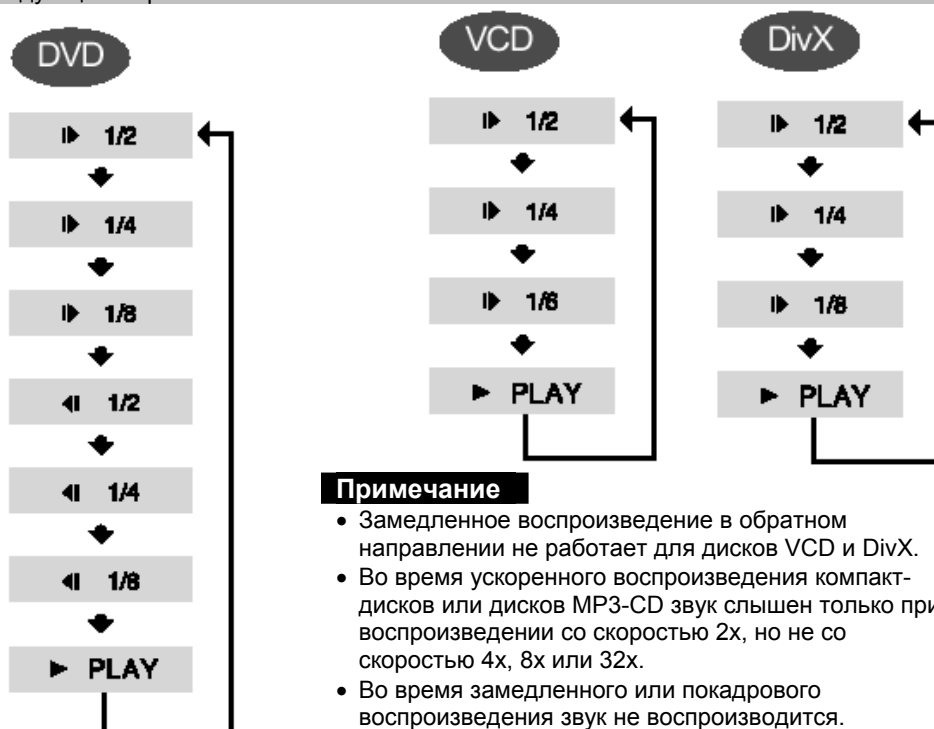 DVD
1/2
1/4
1/8
1/2
1/4
1/8
PLAY
VCD
1/2
1/4
1/6
PLAY
DivX
1/2
1/4
1/8
PLAY
Примечание
• Замедленное воспроизведение в обратном
направлении не работает для дисков VCD и DivX.
• Во время ускоренного воспроизведения компакт-
дисков или дисков MP3-CD звук слышен только при
воспроизведении со скоростью 2x, но не со
скоростью 4x, 8x или 32x.
• Во время замедленного или покадрового
воспроизведения звук не воспроизводится.